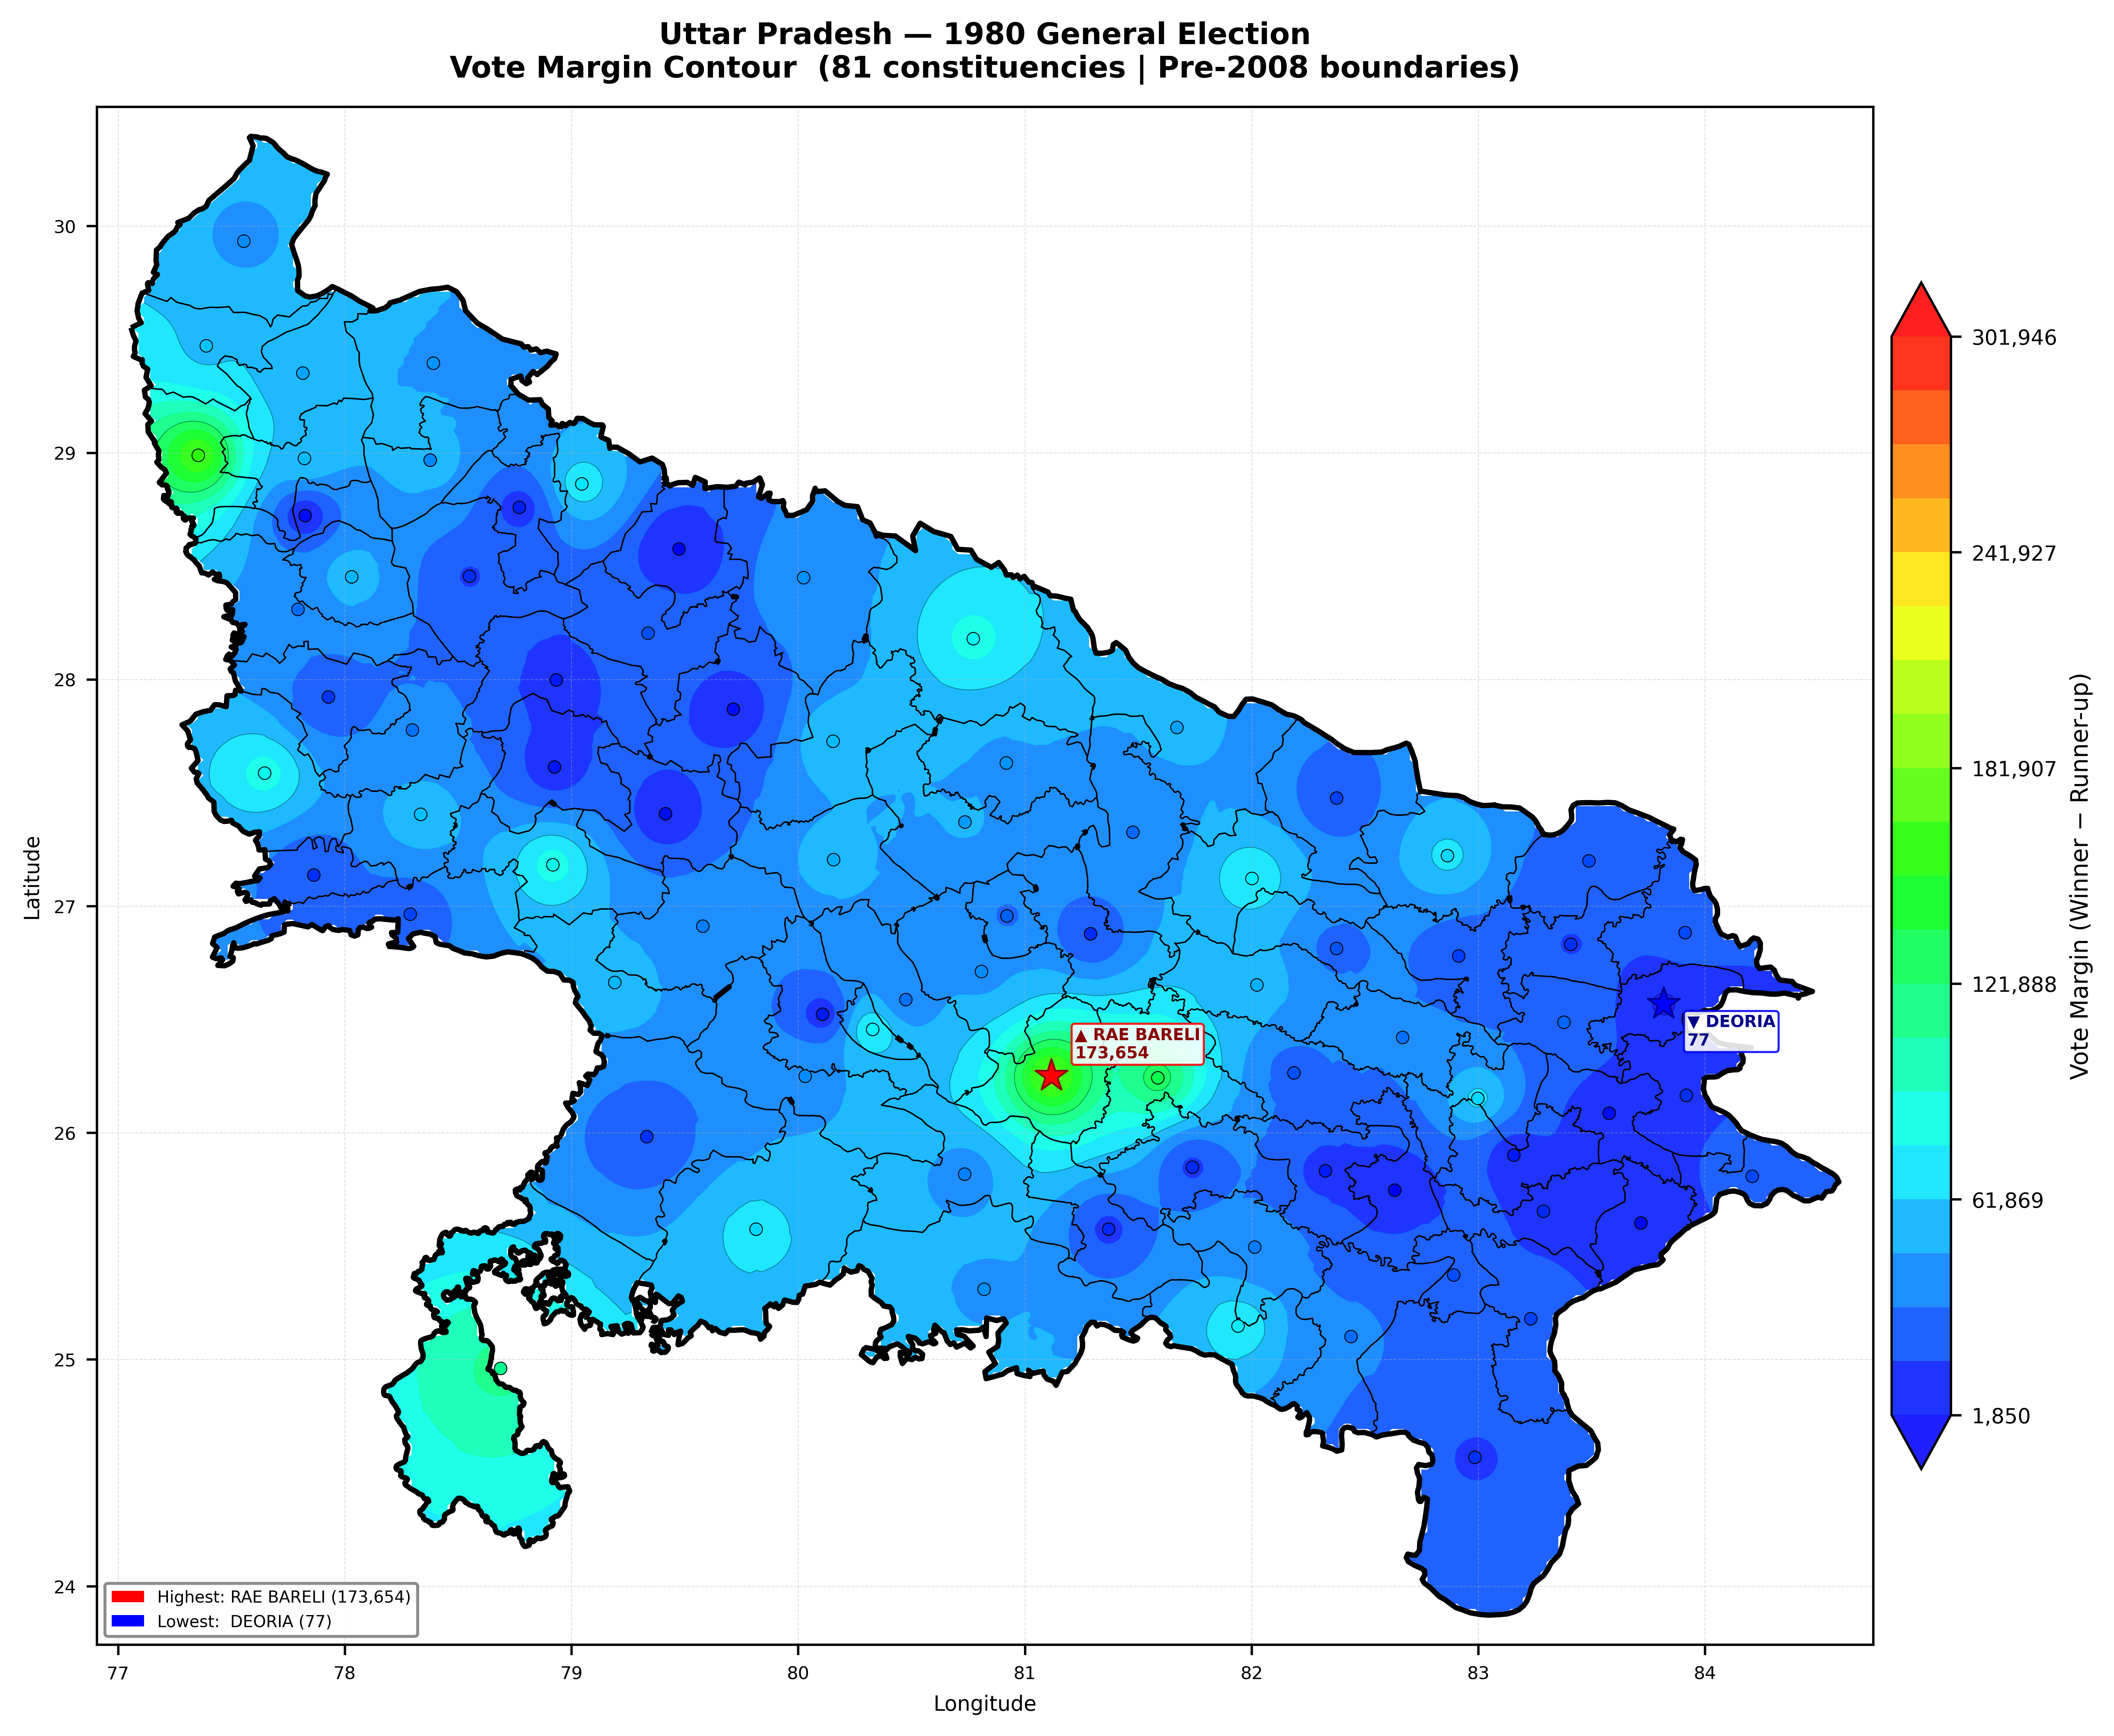 Uttar Pradesh — 1980 General Election
Vote Margin Contour  (81 constituencies | Pre-2008 boundaries)
30
29
28
27
26
25
24
Latitude
77
78
79
80
81
82
83
84
Longitude
▲ RAE BARELI
173,654
▼ DEORIA
77
Highest: RAE BARELI (173,654)
Lowest:  DEORIA (77)
301,946
241,927
181,907
121,888
61,869
1,850
Vote Margin (Winner − Runner-up)